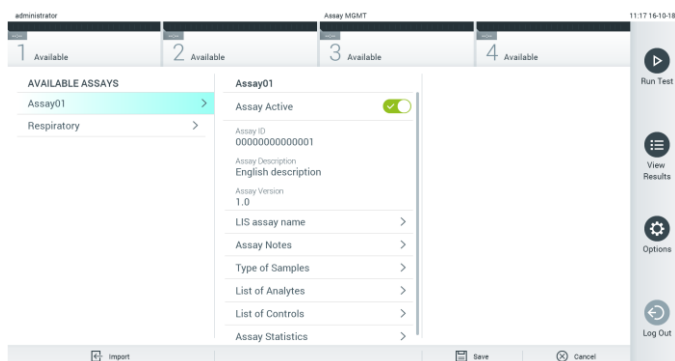 administrator Assay MGMT 11:17 16-10-18
1 Available 2 Available 3 Available 4 Available
AVAILABLE ASSAYS
Assay01
Respiratory
Assay01
Assay Active
Assay ID
00000000000001
Assay Description
English description
Assay Version
1.0
LIS assay name
Assay Notes
Type of Samples
List of Analytes
List of Controls
Assay Statistics
Run Test
View
Results
Options
Log Out
Import Save Cancel